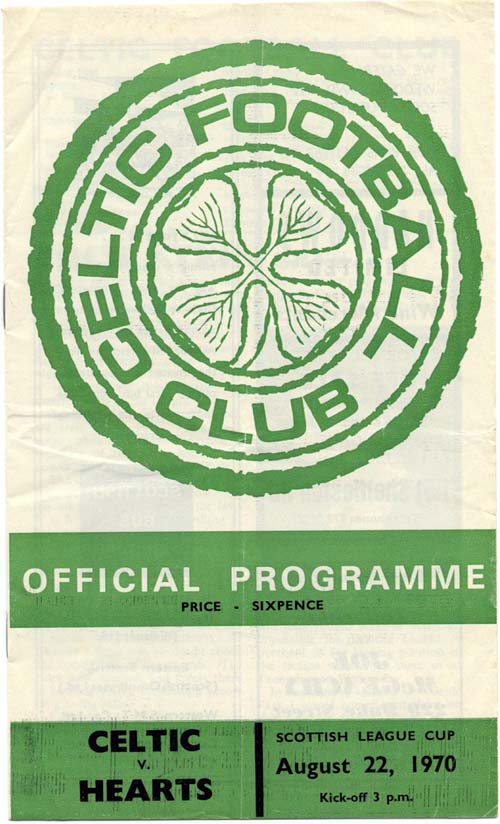 CELTIC FOOTBALL
CLUB
OFFICIAL PROGRAMME
PRICE - SIXPENCE
CELTIC
v.
HEARTS
SCOTTISH LEAGUE CUP
August 22, 1970
Kick-off 3 p.m.